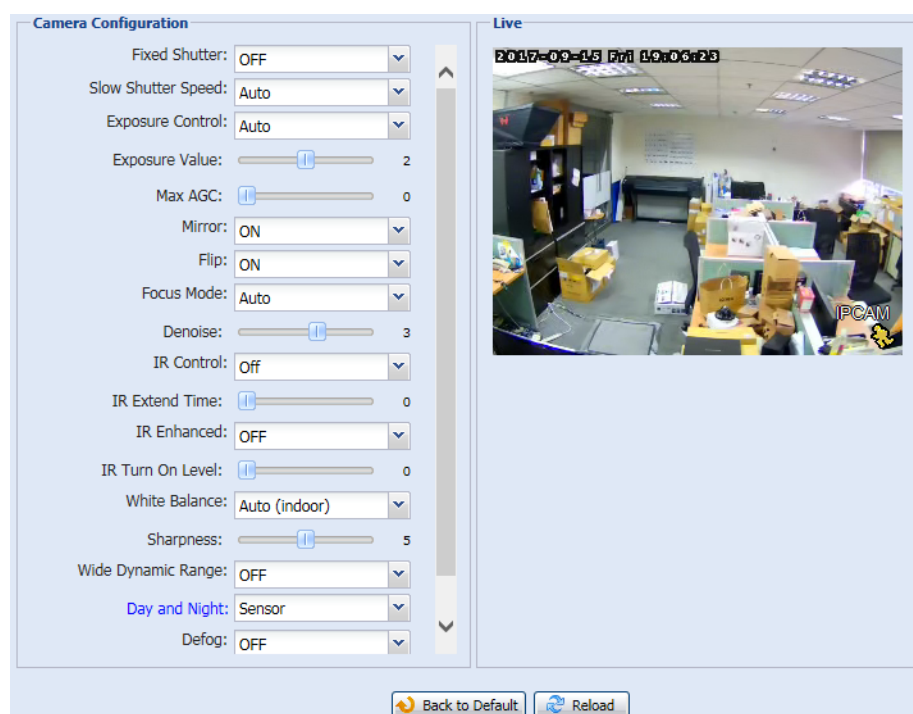 Camera Configuration
Fixed Shutter: OFF
Slow Shutter Speed: Auto
Exposure Control: Auto
Exposure Value: 2
Max AGC: 0
Mirror: ON
Flip: ON
Focus Mode: Auto
Denoise: 3
IR Control: Off
IR Extend Time: 0
IR Enhanced: OFF
IR Turn On Level: 0
White Balance: Auto (indoor)
Sharpness: 5
Wide Dynamic Range: OFF
Day and Night: Sensor
Defog: OFF
Live
2017-09-15 Fri 19:06:23
IPCAM
Back to Default
Reload